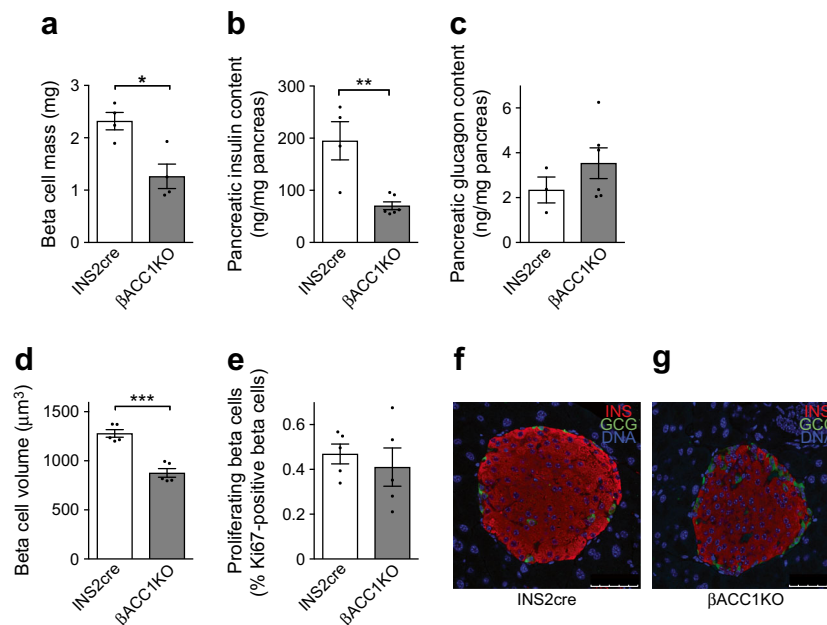 a
Beta cell mass (mg)
3
2
1
0
*
INS2cre
βACC1KO
b
Pancreatic insulin content
(ng/mg pancreas)
300
200
100
0
**
INS2cre
βACC1KO
c
Pancreatic glucagon content
(ng/mg pancreas)
6
4
2
0
INS2cre
βACC1KO
d
Beta cell volume (μm³)
1500
1000
500
0
***
INS2cre
βACC1KO
e
Proliferating beta cells
(% Ki67-positive beta cells)
0.6
0.4
0.2
0
INS2cre
βACC1KO
f
INS
GCG
DNA
INS2cre
g
INS
GCG
DNA
βACC1KO